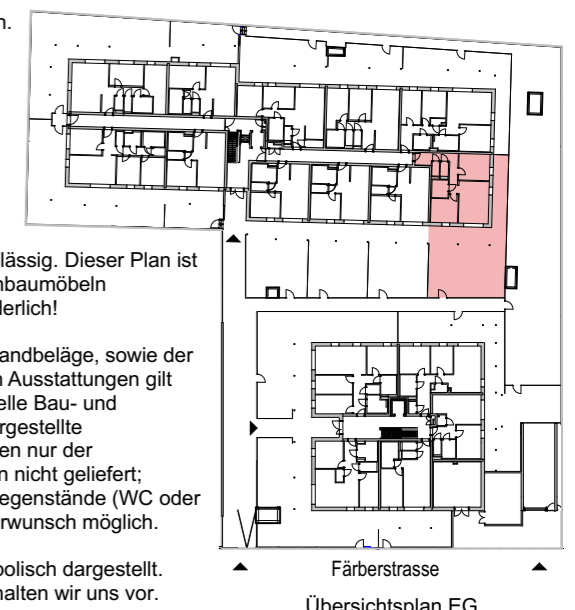 n.
lässig. Dieser Plan ist
nbaumöbeln
derlich!
andbeläge, sowie der
n Ausstattungen gilt
elle Bau- und
rgestellte
en nur der
n nicht geliefert;
egenstände (WC oder
erwunsch möglich.
bolisch dargestellt.
halten wir uns vor.
Färberstrasse
Übersichtsplan EG